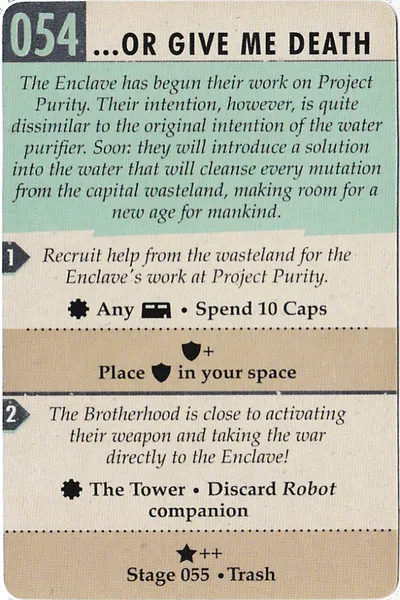 054 ...OR GIVE ME DEATH
The Enclave has begun their work on Project
Purity. Their intention, however, is quite
dissimilar to the original intention of the water
purifier. Soon: they will introduce a solution
into the water that will cleanse every mutation
from the capital wasteland, making room for a
new age for mankind.
1
Recruit help from the wasteland for the
Enclave's work at Project Purity.
Any • Spend 10 Caps
+
Place in your space
2
The Brotherhood is close to activating
their weapon and taking the war
directly to the Enclave!
The Tower • Discard Robot
companion
++
Stage 055 • Trash